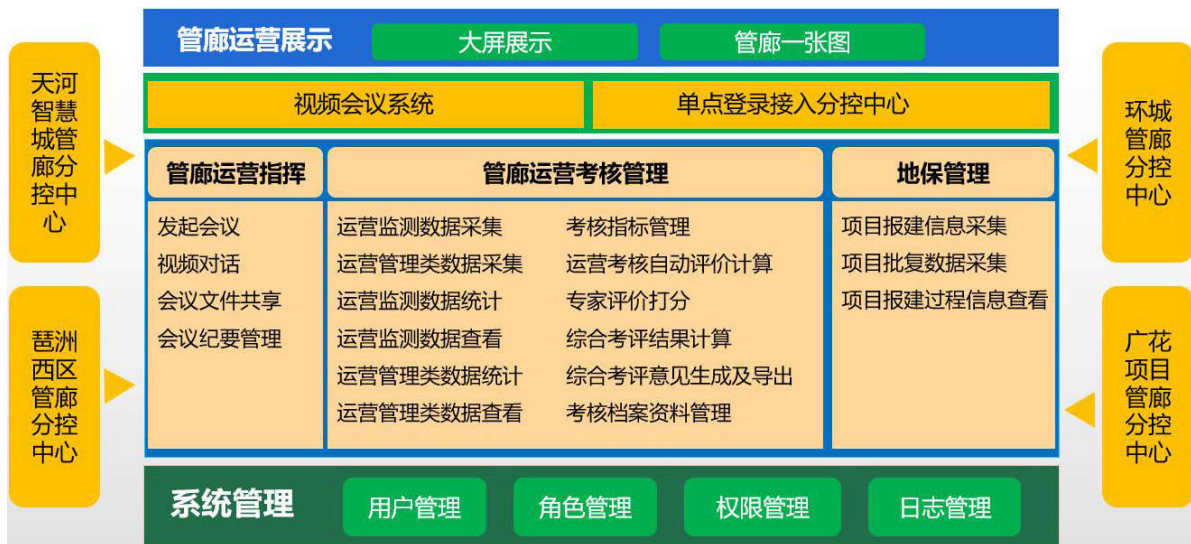 管廊运营展示
大屏展示
管廊一张图
视频会议系统
单点登录接入分控中心
天河
智慧
城管
廊分
控中
心
琶洲
西区
管廊
分控
中心
管廊运营指挥
发起会议
视频对话
会议文件共享
会议纪要管理
管廊运营考核管理
运营监测数据采集
运营管理类数据采集
运营监测数据统计
运营监测数据查看
运营管理类数据统计
运营管理类数据查看
考核指标管理
运营考核自动评价计算
专家评价打分
综合考评结果计算
综合考评意见生成及导出
考核档案资料管理
地保管理
项目报建信息采集
项目批复数据采集
项目报建过程信息查看
环城
管廊
分控
中心
广花
项目
管廊
分控
中心
系统管理
用户管理
角色管理
权限管理
日志管理